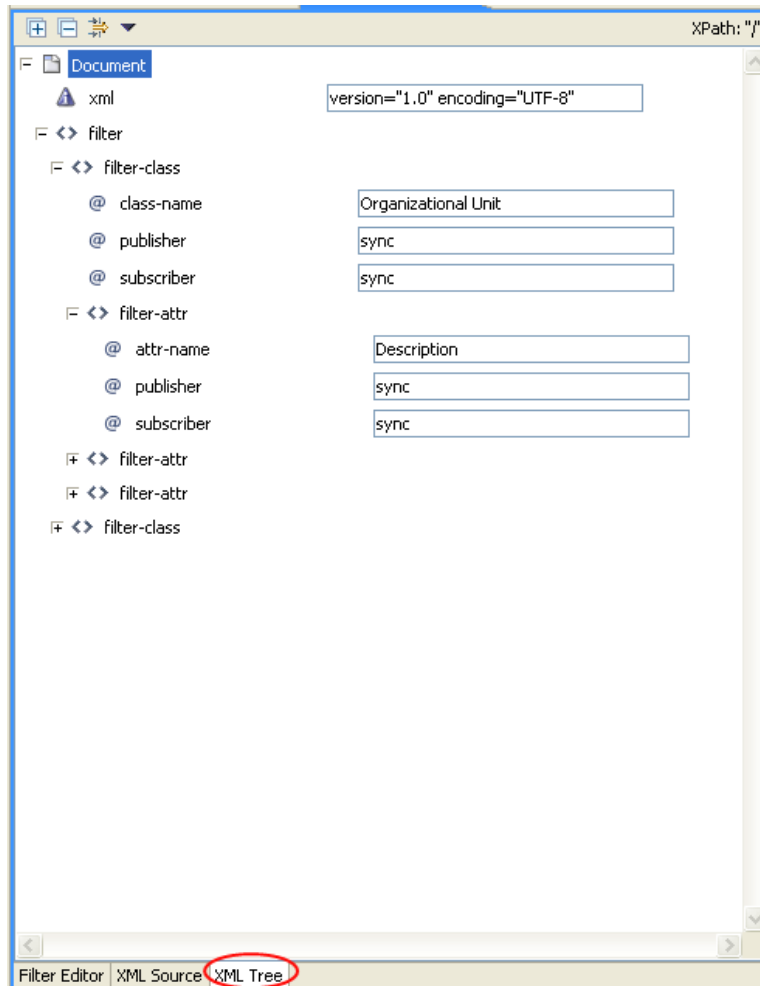 XPath: "/"
Document
xml version="1.0" encoding="UTF-8"
<> filter
<> filter-class
@ class-name Organizational Unit
@ publisher sync
@ subscriber sync
<> filter-attr
@ attr-name Description
@ publisher sync
@ subscriber sync
<> filter-attr
<> filter-attr
<> filter-class
Filter Editor XML Source XML Tree